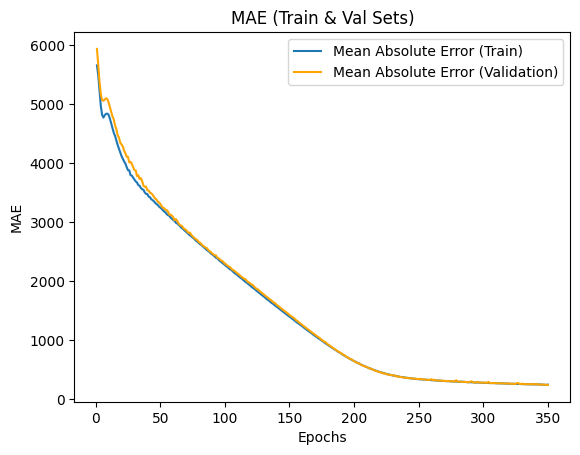 MAE (Train & Val Sets)
Mean Absolute Error (Train)
Mean Absolute Error (Validation)
MAE
6000
5000
4000
3000
2000
1000
0
0 50 100 150 200 250 300 350
Epochs